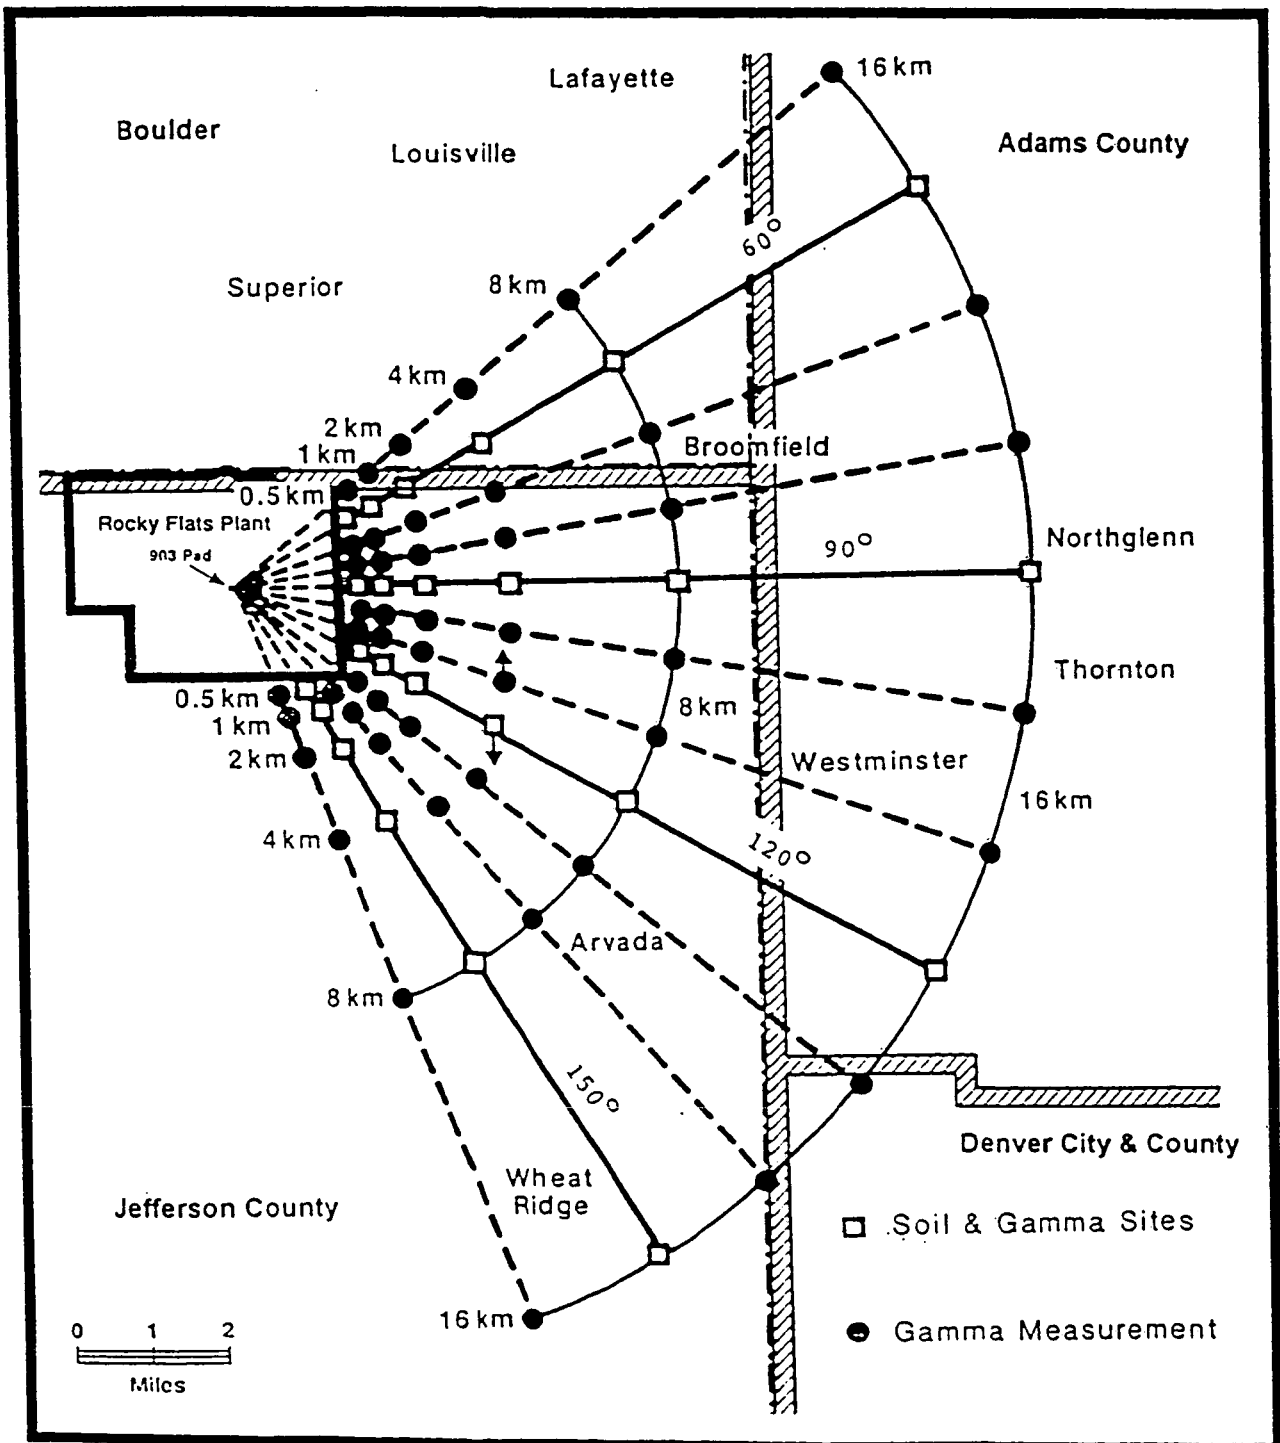 Lafayette
16 km
Boulder
Louisville
Adams County
60°
Superior
8 km
4 km
2 km
1 km
Broomfield
0.5 km
Rocky Flats Plant
903 Pad
90°
Northglenn
Thornton
0.5 km
1 km
2 km
8 km
Westminster
16 km
4 km
120°
Arvada
8 km
150°
Denver City & County
Wheat
Ridge
Jefferson County
Soil & Gamma Sites
16 km
0 1 2
Miles
Gamma Measurement